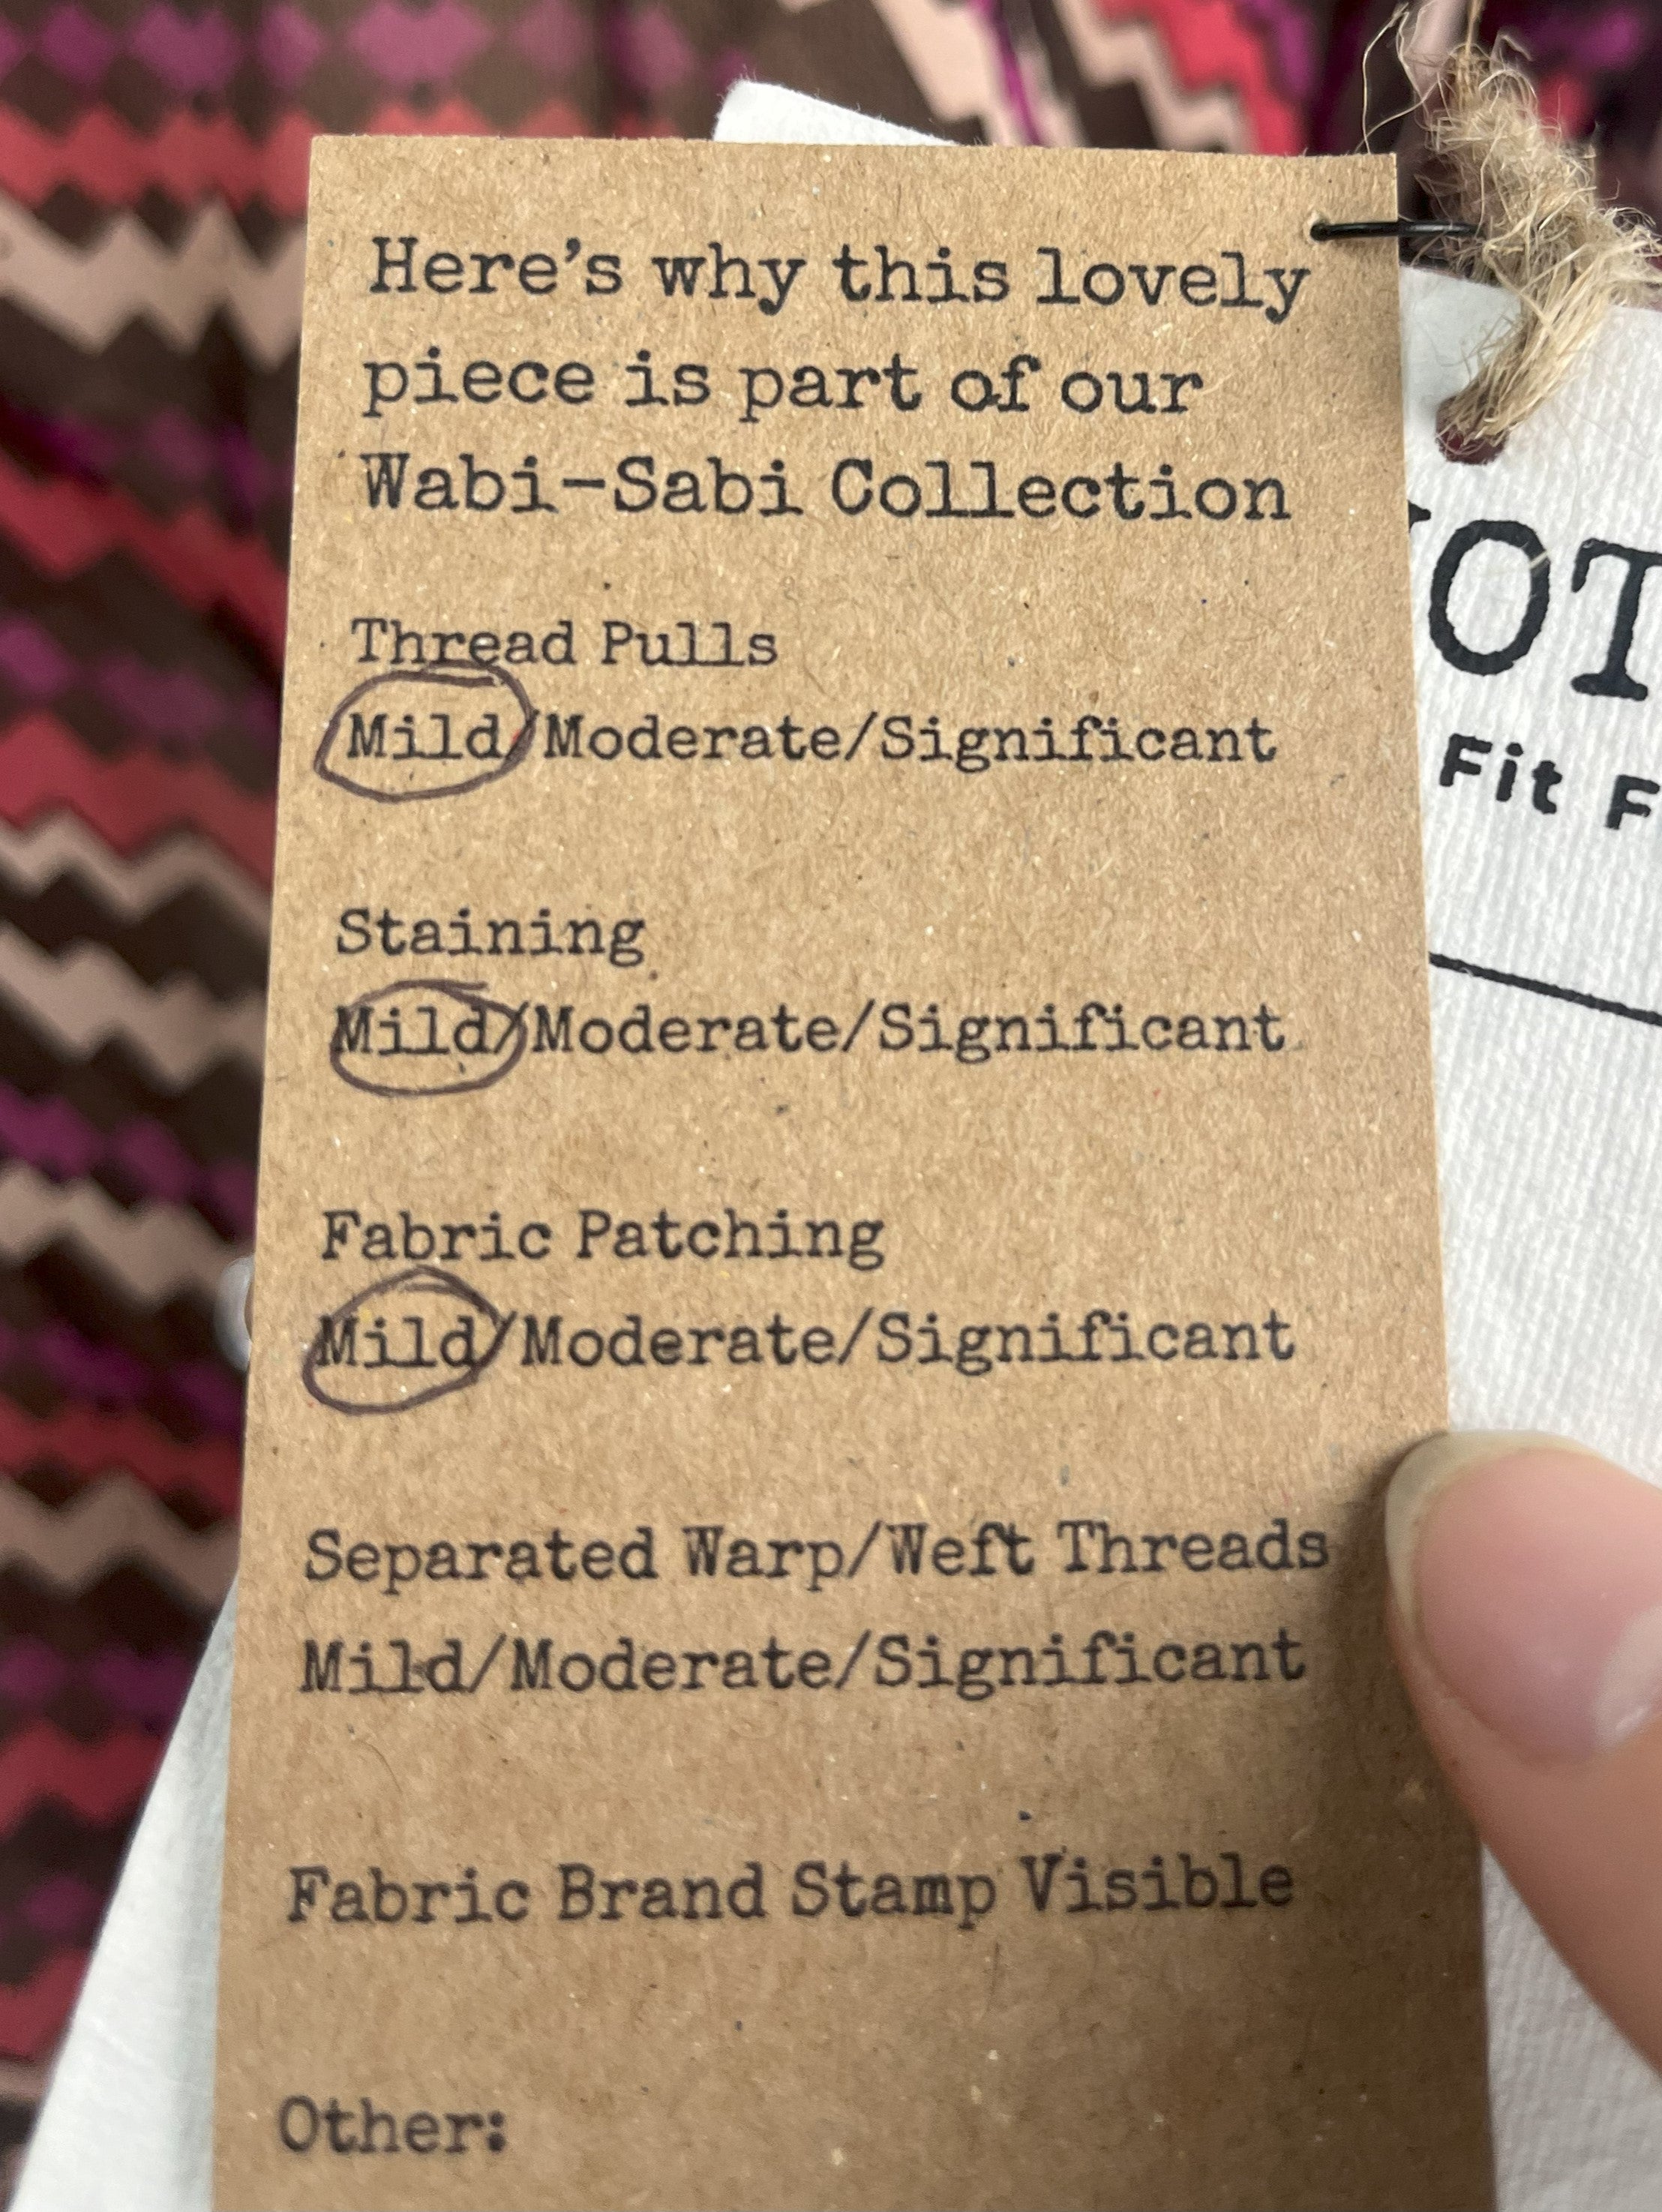 Here's why this lovely
piece is part of our
Wabi-Sabi Collection
Thread Pulls
Mild/Moderate/Significant
Staining
Mild/Moderate/Significant
Fabric Patching
Mild/Moderate/Significant
Separated Warp/Weft Threads
Mild/Moderate/Significant
Fabric Brand Stamp Visible
Other:
OT
Fit F